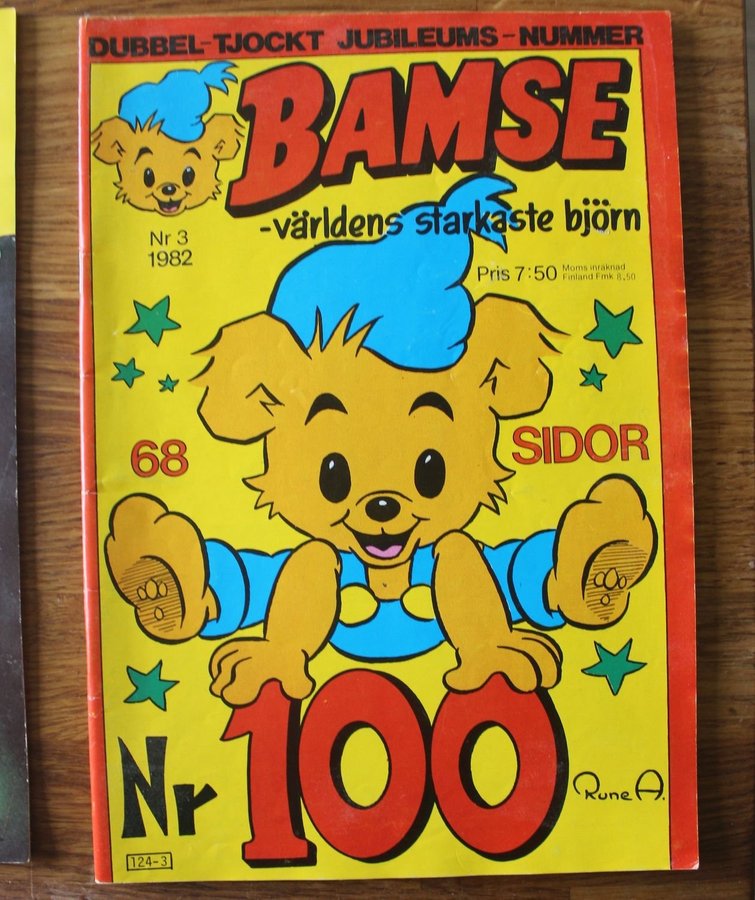 DUBBEL-TJOCKT JUBILEUMS-NUMMER
BAMSE
-världens starkaste björn
Nr 3
1982
Pris 7:50
Moms inräknad
Finland Fmk 8,50
68 SIDOR
Nr 100
Rune A.
124-3